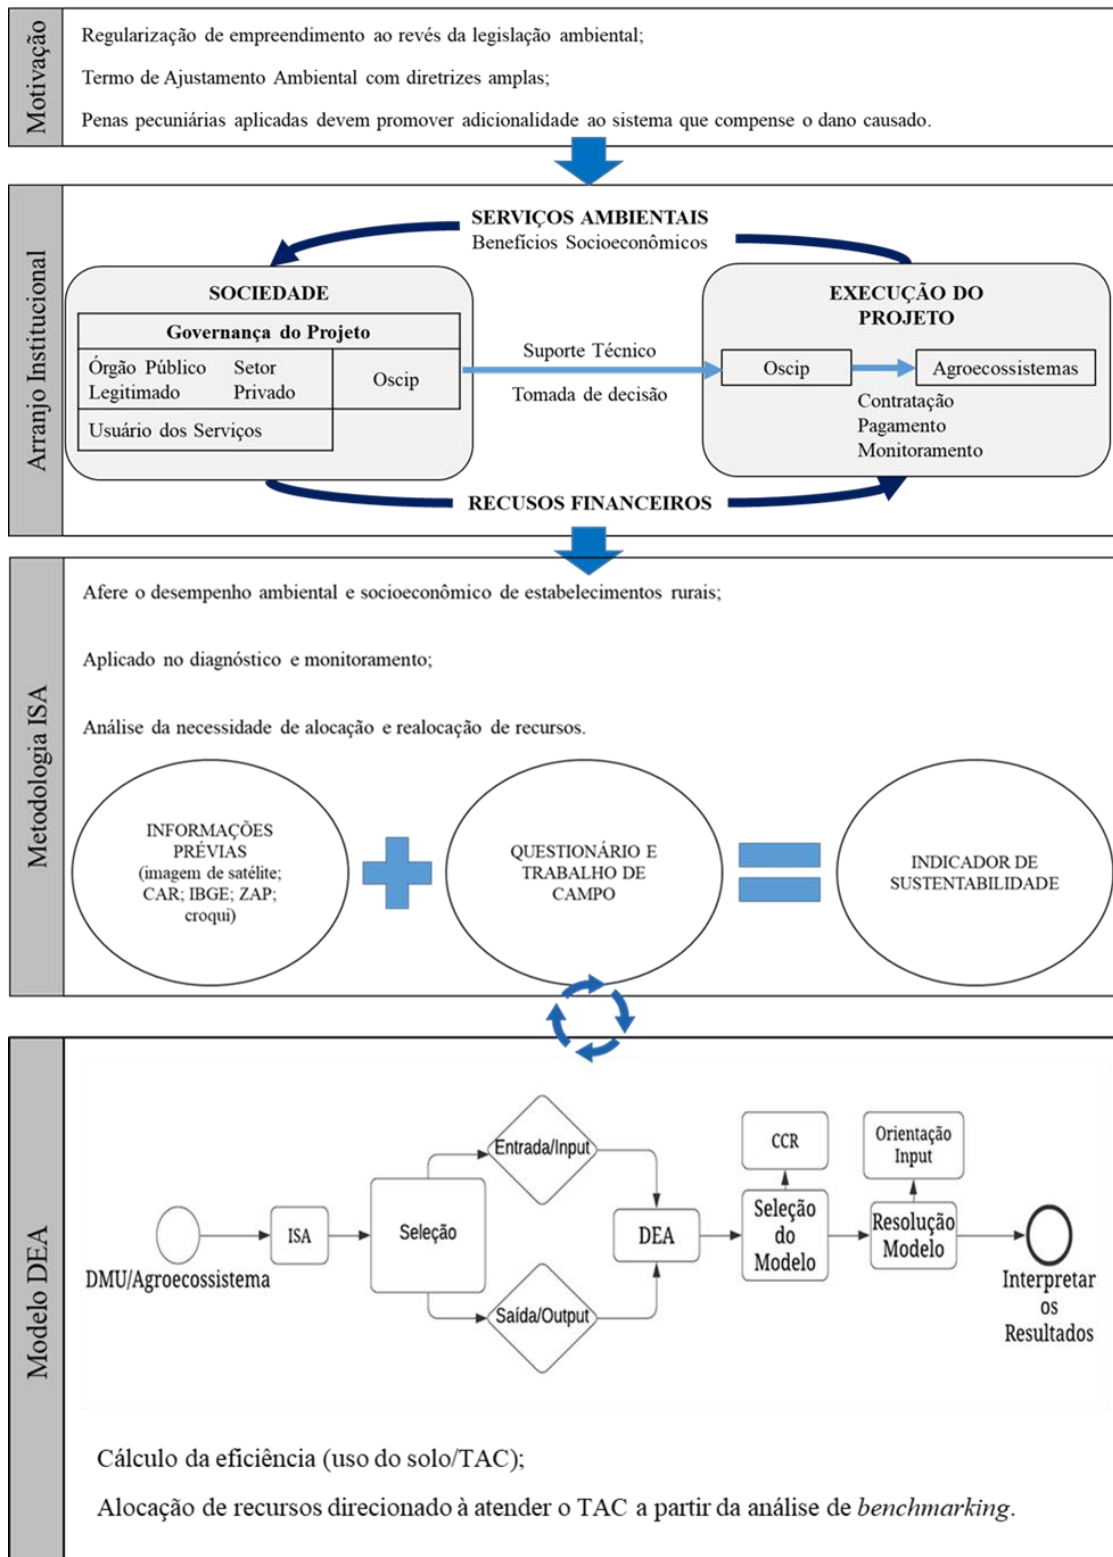 Motivação
Regularização de empreendimento ao revés da legislação ambiental;
Termo de Ajustamento Ambiental com diretrizes amplas;
Penas pecuniárias aplicadas devem promover adicionalidade ao sistema que compense o dano causado.
Arranjo Institucional
SERVIÇOS AMBIENTAIS
Benefícios Socioeconômicos
SOCIEDADE
Governança do Projeto
Órgão Público
Legitimado
Setor
Privado
Oscip
Usuário dos Serviços
Suporte Técnico
Tomada de decisão
EXECUÇÃO DO
PROJETO
Oscip
Agroecossistemas
Contratação
Pagamento
Monitoramento
RECUSOS FINANCEIROS
Metodologia ISA
Afere o desempenho ambiental e socioeconômico de estabelecimentos rurais;
Aplicado no diagnóstico e monitoramento;
Análise da necessidade de alocação e realocação de recursos.
INFORMAÇÕES
PRÉVIAS
(imagem de satélite;
CAR; IBGE; ZAP;
croqui)
QUESTIONÁRIO E
TRABALHO DE
CAMPO
INDICADOR DE
SUSTENTABILIDADE
Modelo DEA
DMU/Agroecossistema
ISA
Seleção
Entrada/Input
Saída/Output
DEA
CCR
Seleção
do
Modelo
Orientação
Input
Resolução
Modelo
Interpretar
os
Resultados
Cálculo da eficiência (uso do solo/TAC);
Alocação de recursos direcionado à atender o TAC a partir da análise de benchmarking.